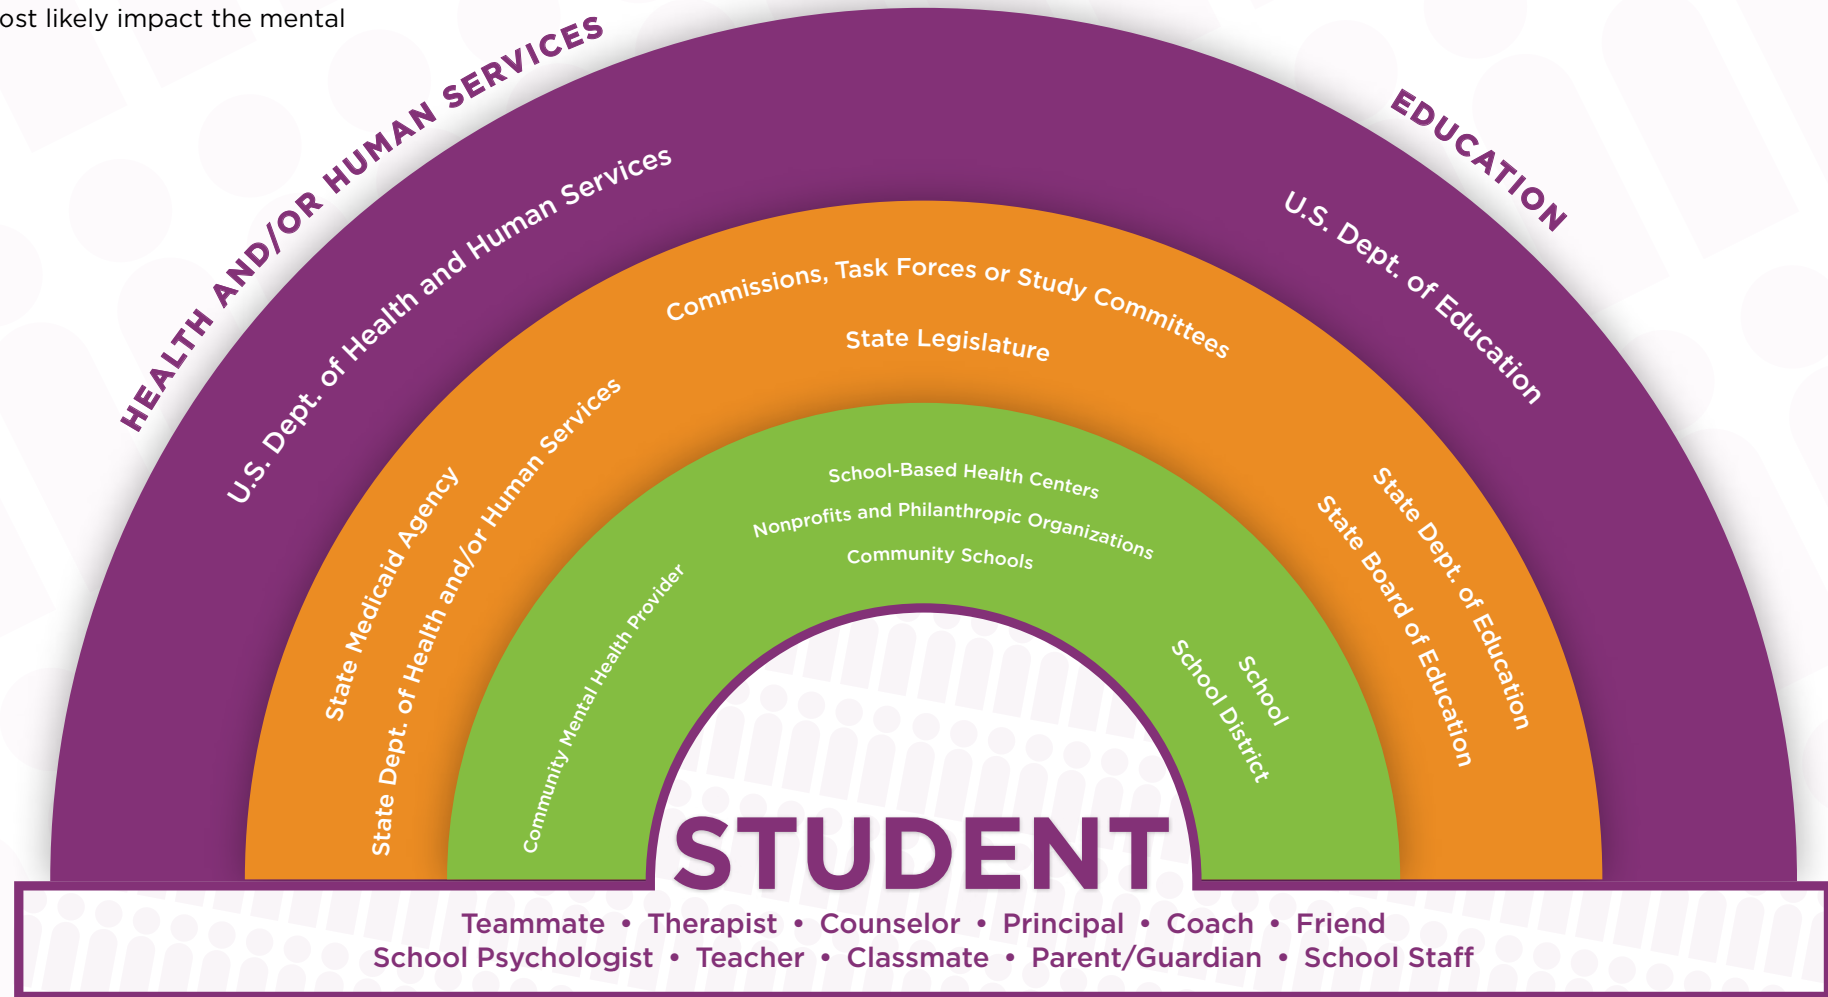 ost likely impact the mental
HEALTH AND/OR HUMAN SERVICES
EDUCATION
U.S. Dept. of Health and Human Services
U.S. Dept. of Education
Commissions, Task Forces or Study Committees
State Legislature
State Medicaid Agency
State Dept. of Health and/or Human Services
State Dept. of Education
State Board of Education
School-Based Health Centers
Nonprofits and Philanthropic Organizations
Community Schools
Community Mental Health Provider
School
School District
STUDENT
Teammate • Therapist • Counselor • Principal • Coach • Friend
School Psychologist • Teacher • Classmate • Parent/Guardian • School Staff